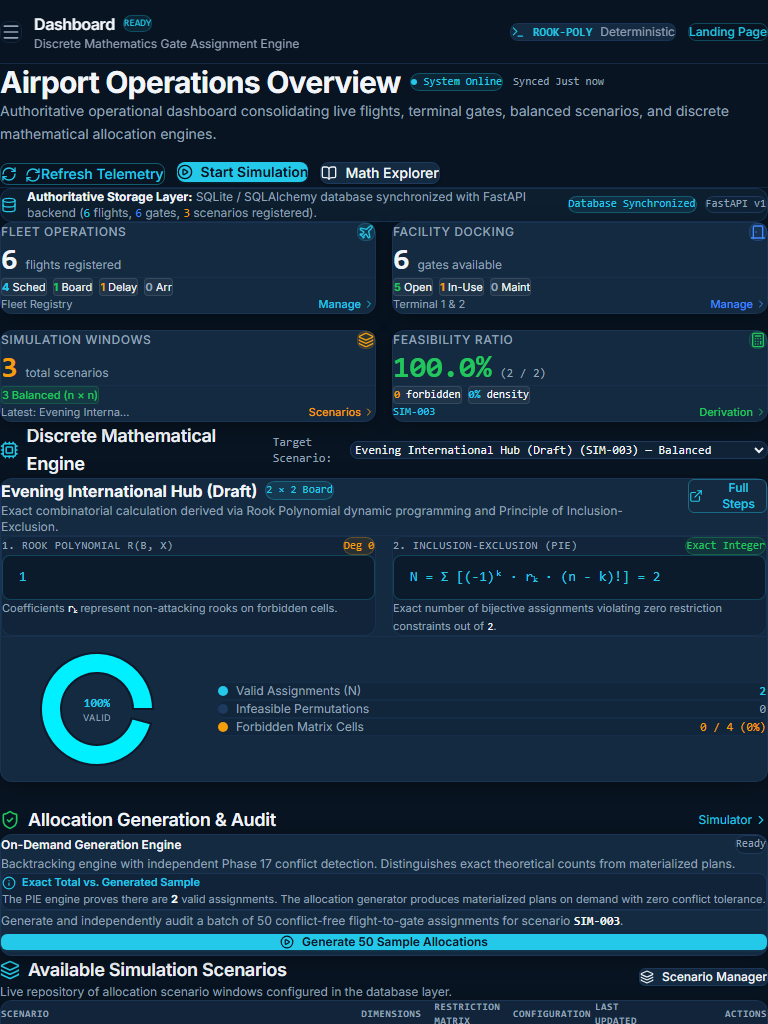 Dashboard READY
Discrete Mathematics Gate Assignment Engine
ROOK-POLY Deterministic
Landing Page
Airport Operations Overview
System Online
Synced Just now
Authoritative operational dashboard consolidating live flights, terminal gates, balanced scenarios, and discrete
mathematical allocation engines.
Refresh Telemetry
Start Simulation
Math Explorer
Authoritative Storage Layer: SQLite / SQLAlchemy database synchronized with FastAPI
backend (6 flights, 6 gates, 3 scenarios registered).
Database Synchronized
FastAPI v1
FLEET OPERATIONS
6 flights registered
4 Sched 1 Board 1 Delay 0 Arr
Fleet Registry
Manage
FACILITY DOCKING
6 gates available
5 Open 1 In-Use 0 Maint
Terminal 1 & 2
Manage
SIMULATION WINDOWS
3 total scenarios
3 Balanced (n × n)
Latest: Evening Interna...
Scenarios
FEASIBILITY RATIO
100.0% (2 / 2)
0 forbidden 0% density
SIM-003
Derivation
Discrete Mathematical
Engine
Target
Scenario:
Evening International Hub (Draft) (SIM-003) — Balanced
Evening International Hub (Draft) 2 × 2 Board
Exact combinatorial calculation derived via Rook Polynomial dynamic programming and Principle of Inclusion-
Exclusion.
Full
Steps
1. ROOK POLYNOMIAL R(B, X)
Deg 0
1
Coefficients rₖ represent non-attacking rooks on forbidden cells.
2. INCLUSION-EXCLUSION (PIE)
Exact Integer
N = Σ [(-1)ᵏ · rₖ · (n - k)!] = 2
Exact number of bijective assignments violating zero restriction
constraints out of 2.
100%
VALID
Valid Assignments (N) 2
Infeasible Permutations 0
Forbidden Matrix Cells 0 / 4 (0%)
Allocation Generation & Audit
Simulator
On-Demand Generation Engine
Ready
Backtracking engine with independent Phase 17 conflict detection. Distinguishes exact theoretical counts from materialized plans.
Exact Total vs. Generated Sample
The PIE engine proves there are 2 valid assignments. The allocation generator produces materialized plans on demand with zero conflict tolerance.
Generate and independently audit a batch of 50 conflict-free flight-to-gate assignments for scenario SIM-003.
Generate 50 Sample Allocations
Available Simulation Scenarios
Live repository of allocation scenario windows configured in the database layer.
Scenario Manager
SCENARIO
DIMENSIONS
RESTRICTION
MATRIX
CONFIGURATION
LAST
UPDATED
ACTIONS